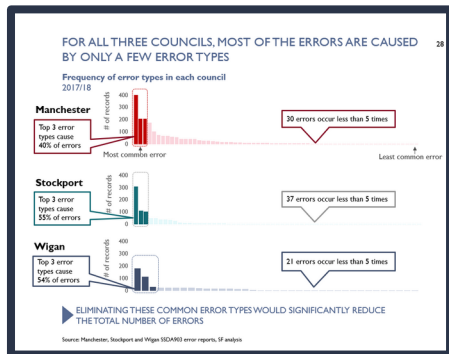 FOR ALL THREE COUNCILS, MOST OF THE ERRORS ARE CAUSED
BY ONLY A FEW ERROR TYPES
28
Frequency of error types in each council
2017/18
Manchester
Top 3 error
types cause
40% of errors
# of records
400
300
200
100
0
30 errors occur less than 5 times
Most common error
Least common error
Stockport
Top 3 error
types cause
55% of errors
# of records
400
300
200
100
0
37 errors occur less than 5 times
Wigan
Top 3 error
types cause
54% of errors
# of records
400
300
200
100
0
21 errors occur less than 5 times
ELIMINATING THESE COMMON ERROR TYPES WOULD SIGNIFICANTLY REDUCE
THE TOTAL NUMBER OF ERRORS
Source: Manchester, Stockport and Wigan SSDA903 error reports, SF analysis